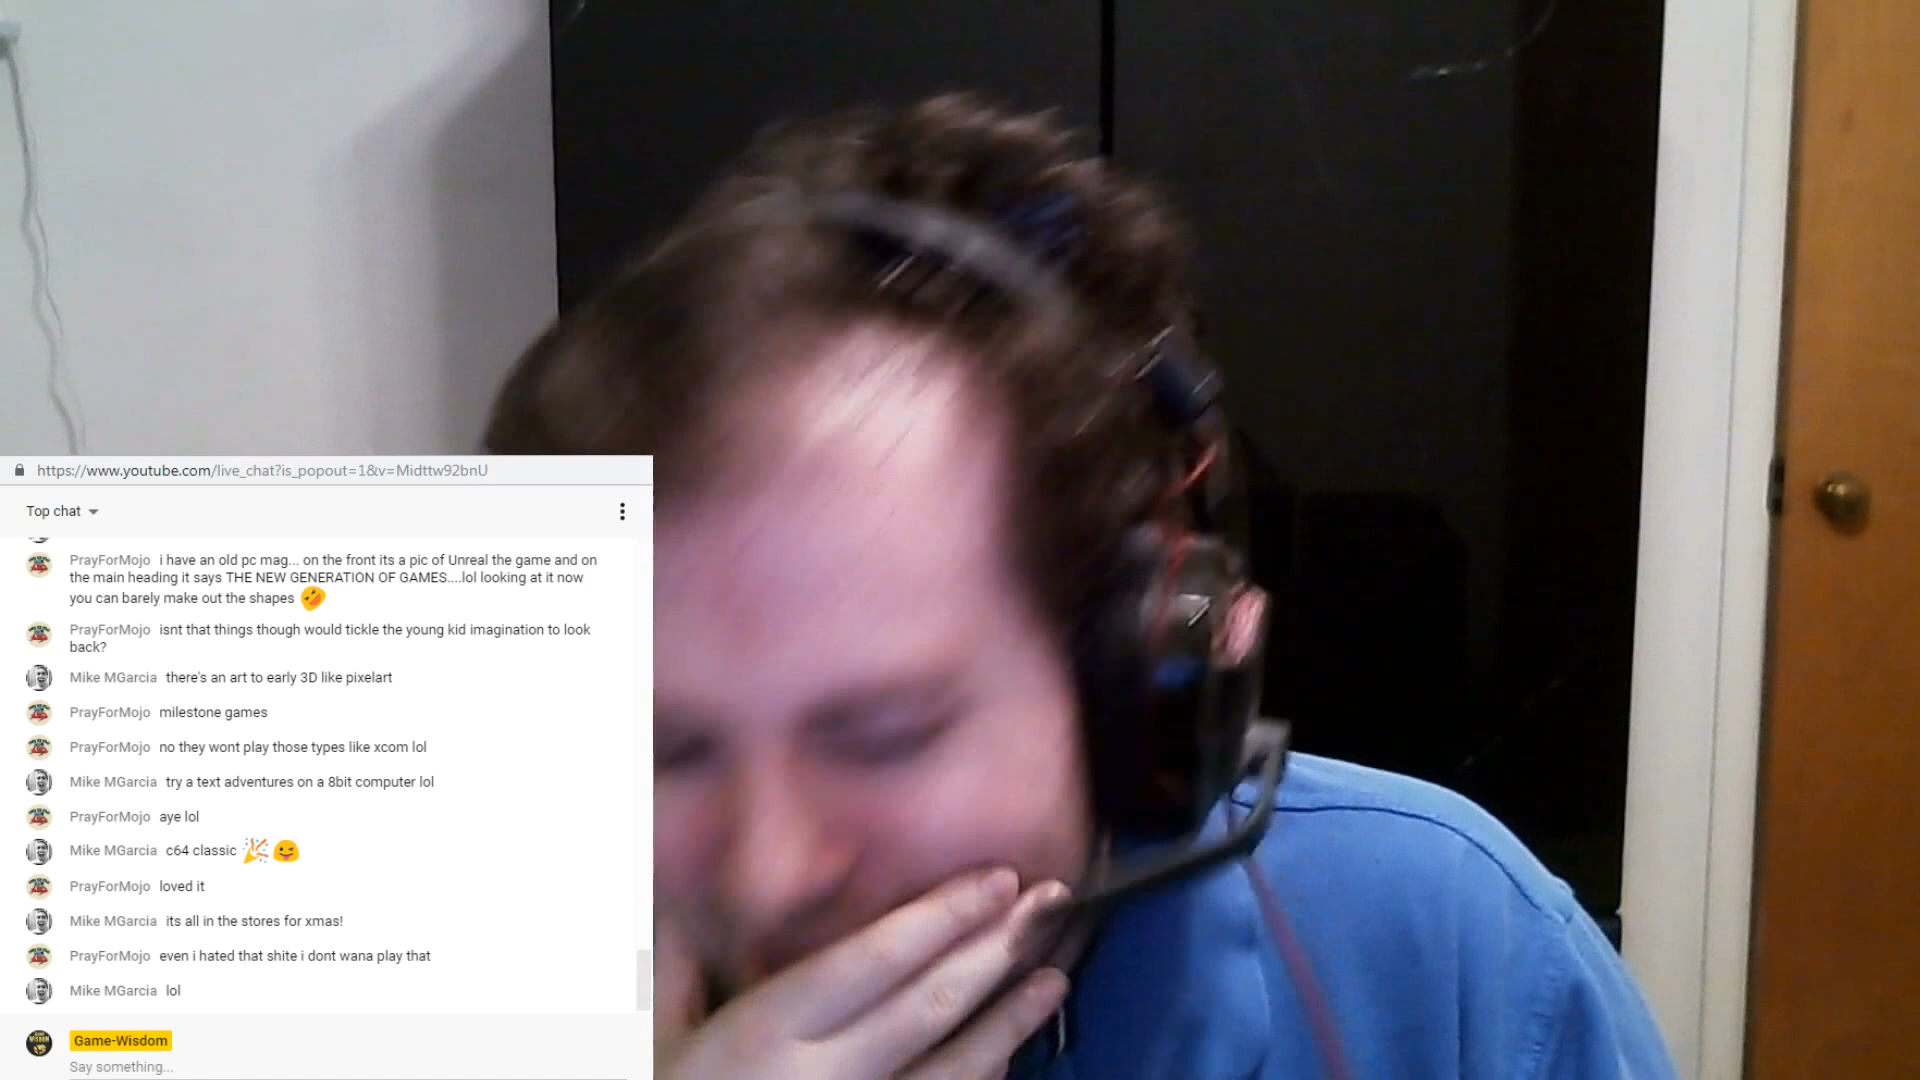 https://www.youtube.com/live_chat?is_popout=1&v=Midttw92bnU
Top chat
PrayForMojo i have an old pc mag... on the front its a pic of Unreal the game and on
the main heading it says THE NEW GENERATION OF GAMES....lol looking at it now
you can barely make out the shapes 🤣
PrayForMojo isnt that things though would tickle the young kid imagination to look
back?
Mike MGarcia there's an art to early 3D like pixelart
PrayForMojo milestone games
PrayForMojo no they wont play those types like xcom lol
Mike MGarcia try a text adventures on a 8bit computer lol
PrayForMojo aye lol
Mike MGarcia c64 classic 🎉😜
PrayForMojo loved it
Mike MGarcia its all in the stores for xmas!
PrayForMojo even i hated that shite i dont wana play that
Mike MGarcia lol
Game-Wisdom
Say something...